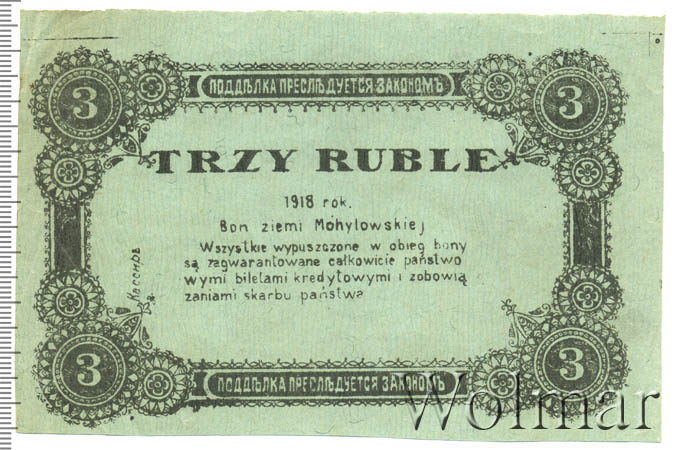 ПОДДѢЛКА ПРЕСЛѢДУЕТСЯ ЗАКОНОМЪ
3 3
TRZY RUBLE
1918 rok.
Bon ziemi Mohylowskiej
Wszystkie wypuszczone w obieg bony
są zagwarantowane całkowicie państwo
wymi biletami kredytowymi i zobowią
zaniami skarbu państwa
Кассиръ
3 3
ПОДДѢЛКА ПРЕСЛѢДУЕТСЯ ЗАКОНОМЪ
Wolmar